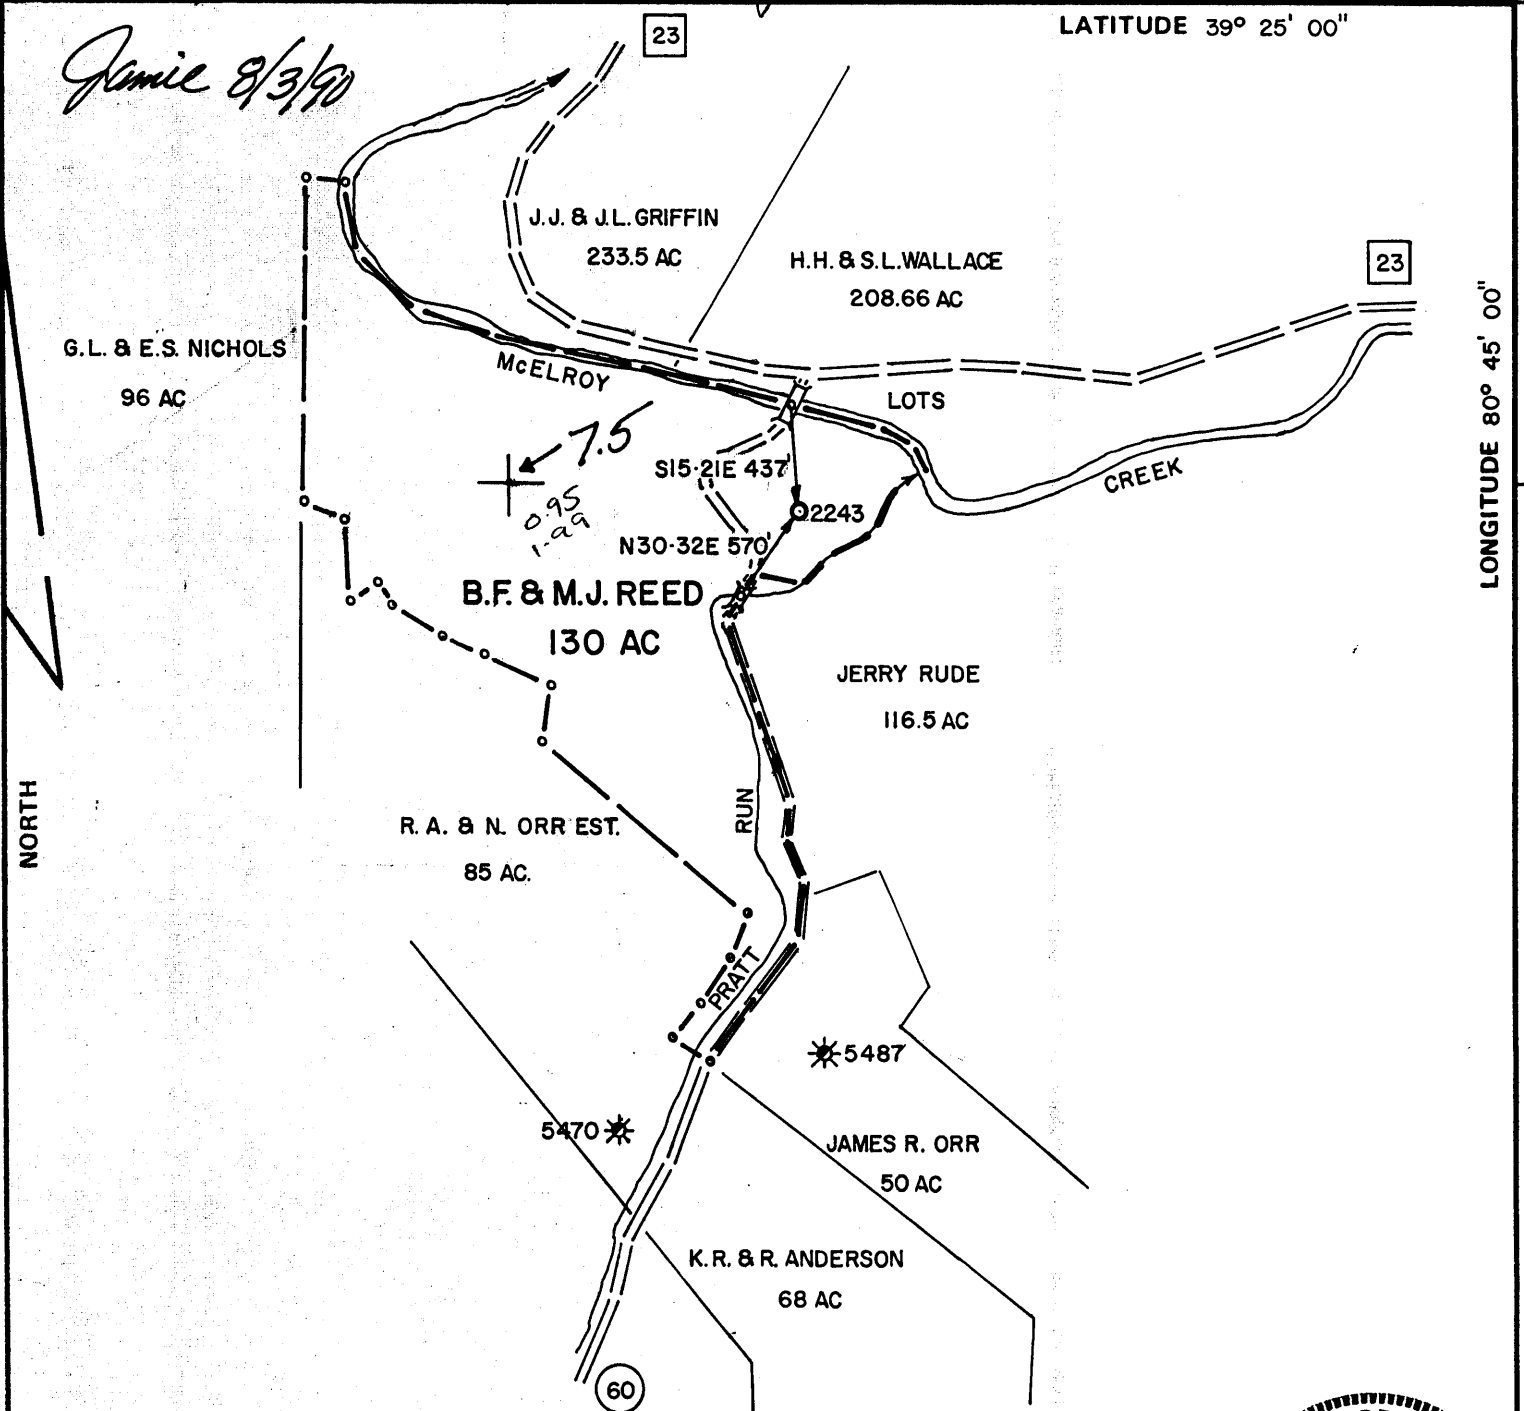 LATITUDE 39° 25' 00"
23
Jamie 8/3/90
J.J. & J.L. GRIFFIN
233.5 AC
H.H. & S.L. WALLACE
208.66 AC
23
LONGITUDE 80° 45' 00"
G.L. & E.S. NICHOLS
96 AC
McELROY
LOTS
CREEK
7.5
S15-21E 437'
0.95
1.99
2243
N30-32E 570'
B.F. & M.J. REED
130 AC
JERRY RUDE
116.5 AC
NORTH
RUN
R. A. & N. ORR EST.
85 AC.
PRATT
5487
5470
JAMES R. ORR
50 AC
K.R. & R. ANDERSON
68 AC
60